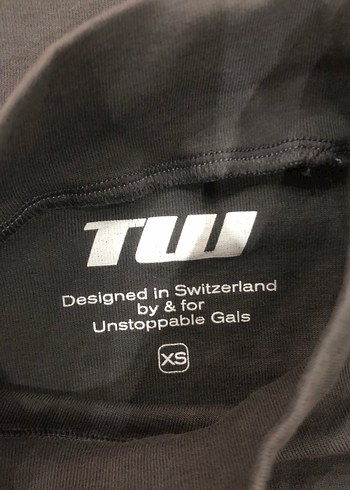 TW
Designed in Switzerland
by & for
Unstoppable Gals
XS